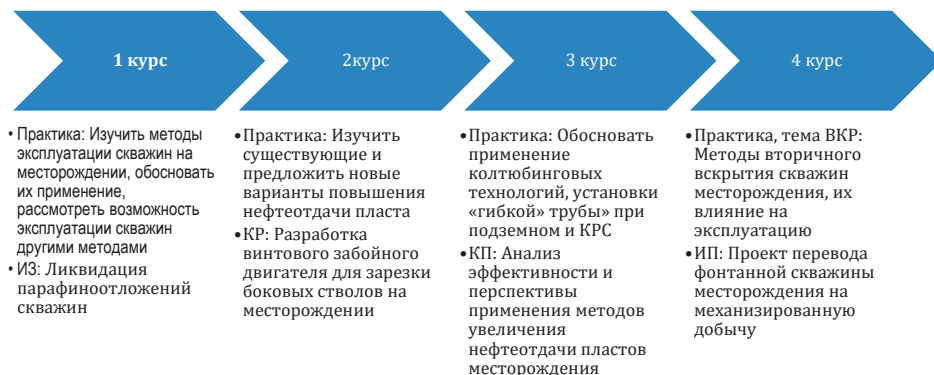 1 курс
2курс
3 курс
4 курс
• Практика: Изучить методы
эксплуатации скважин на
месторождении, обосновать
их применение,
рассмотреть возможность
эксплуатации скважин
другими методами
• ИЗ: Ликвидация
парафиноотложений
скважин
•Практика: Изучить
существующие и
предложить новые
варианты повышения
нефтеотдачи пласта
•КР: Разработка
винтового забойного
двигателя для зарезки
боковых стволов на
месторождении
•Практика: Обосновать
применение
колтюбинговых
технологий, установки
«гибкой» трубы» при
подземном и КРС
•КП: Анализ
эффективности и
перспективы
применения методов
увеличения
нефтеотдачи пластов
месторождения
•Практика, тема ВКР:
Методы вторичного
вскрытия скважин
месторождения, их
влияние на
эксплуатацию
•ИП: Проект перевода
фонтанной скважины
месторождения на
механизированную
добычу